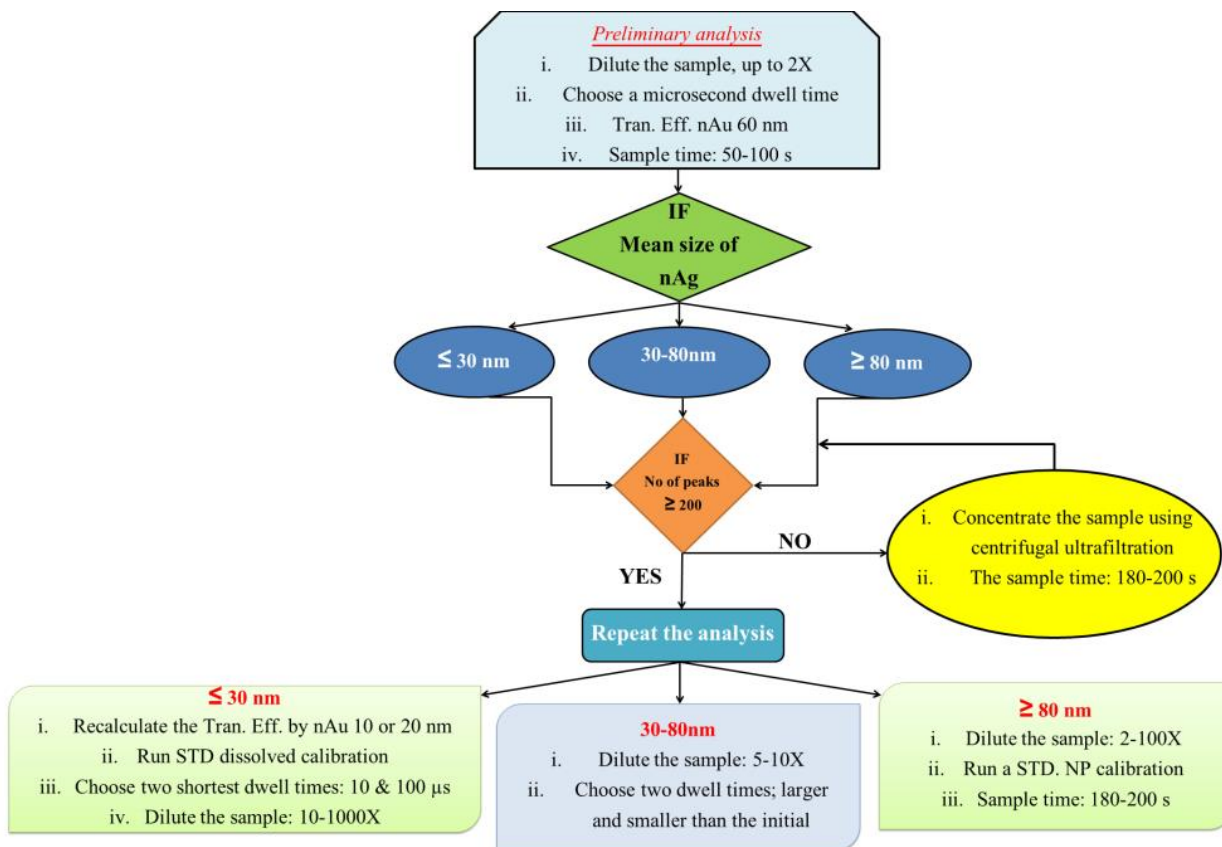 Preliminary analysis
i. Dilute the sample, up to 2X
ii. Choose a microsecond dwell time
iii. Tran. Eff. nAu 60 nm
iv. Sample time: 50-100 s
IF
Mean size of
nAg
≤ 30 nm
30-80nm
≥ 80 nm
IF
No of peaks
≥ 200
i. Concentrate the sample using
centrifugal ultrafiltration
ii. The sample time: 180-200 s
NO
YES
Repeat the analysis
≤ 30 nm
i. Recalculate the Tran. Eff. by nAu 10 or 20 nm
ii. Run STD dissolved calibration
iii. Choose two shortest dwell times: 10 & 100 µs
iv. Dilute the sample: 10-1000X
30-80nm
i. Dilute the sample: 5-10X
ii. Choose two dwell times; larger
and smaller than the initial
≥ 80 nm
i. Dilute the sample: 2-100X
ii. Run a STD. NP calibration
iii. Sample time: 180-200 s